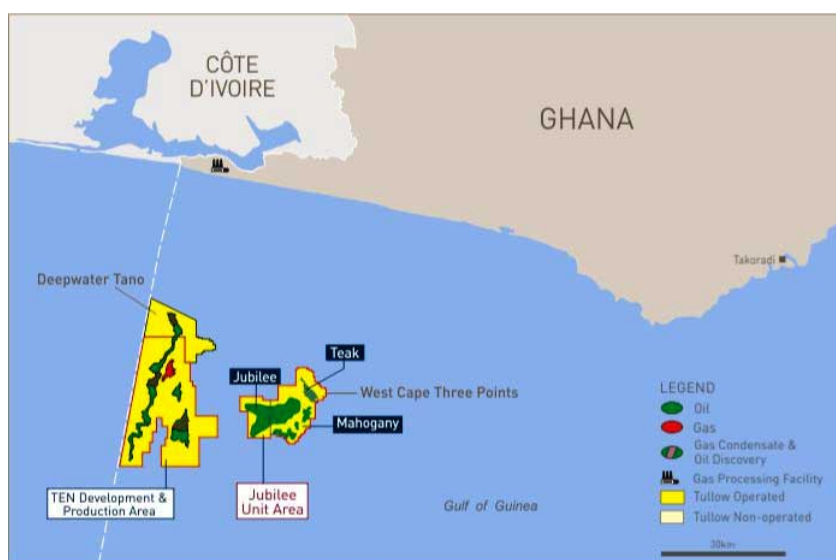 CÔTE
D'IVOIRE
GHANA
Takoradi
Deepwater Tano
Teak
Jubilee
West Cape Three Points
Mahogany
TEN Development &
Production Area
Jubilee
Unit Area
Gulf of Guinea
LEGEND
Oil
Gas
Gas Condensate &
Oil Discovery
Gas Processing Facility
Tullow Operated
Tullow Non-operated
20km